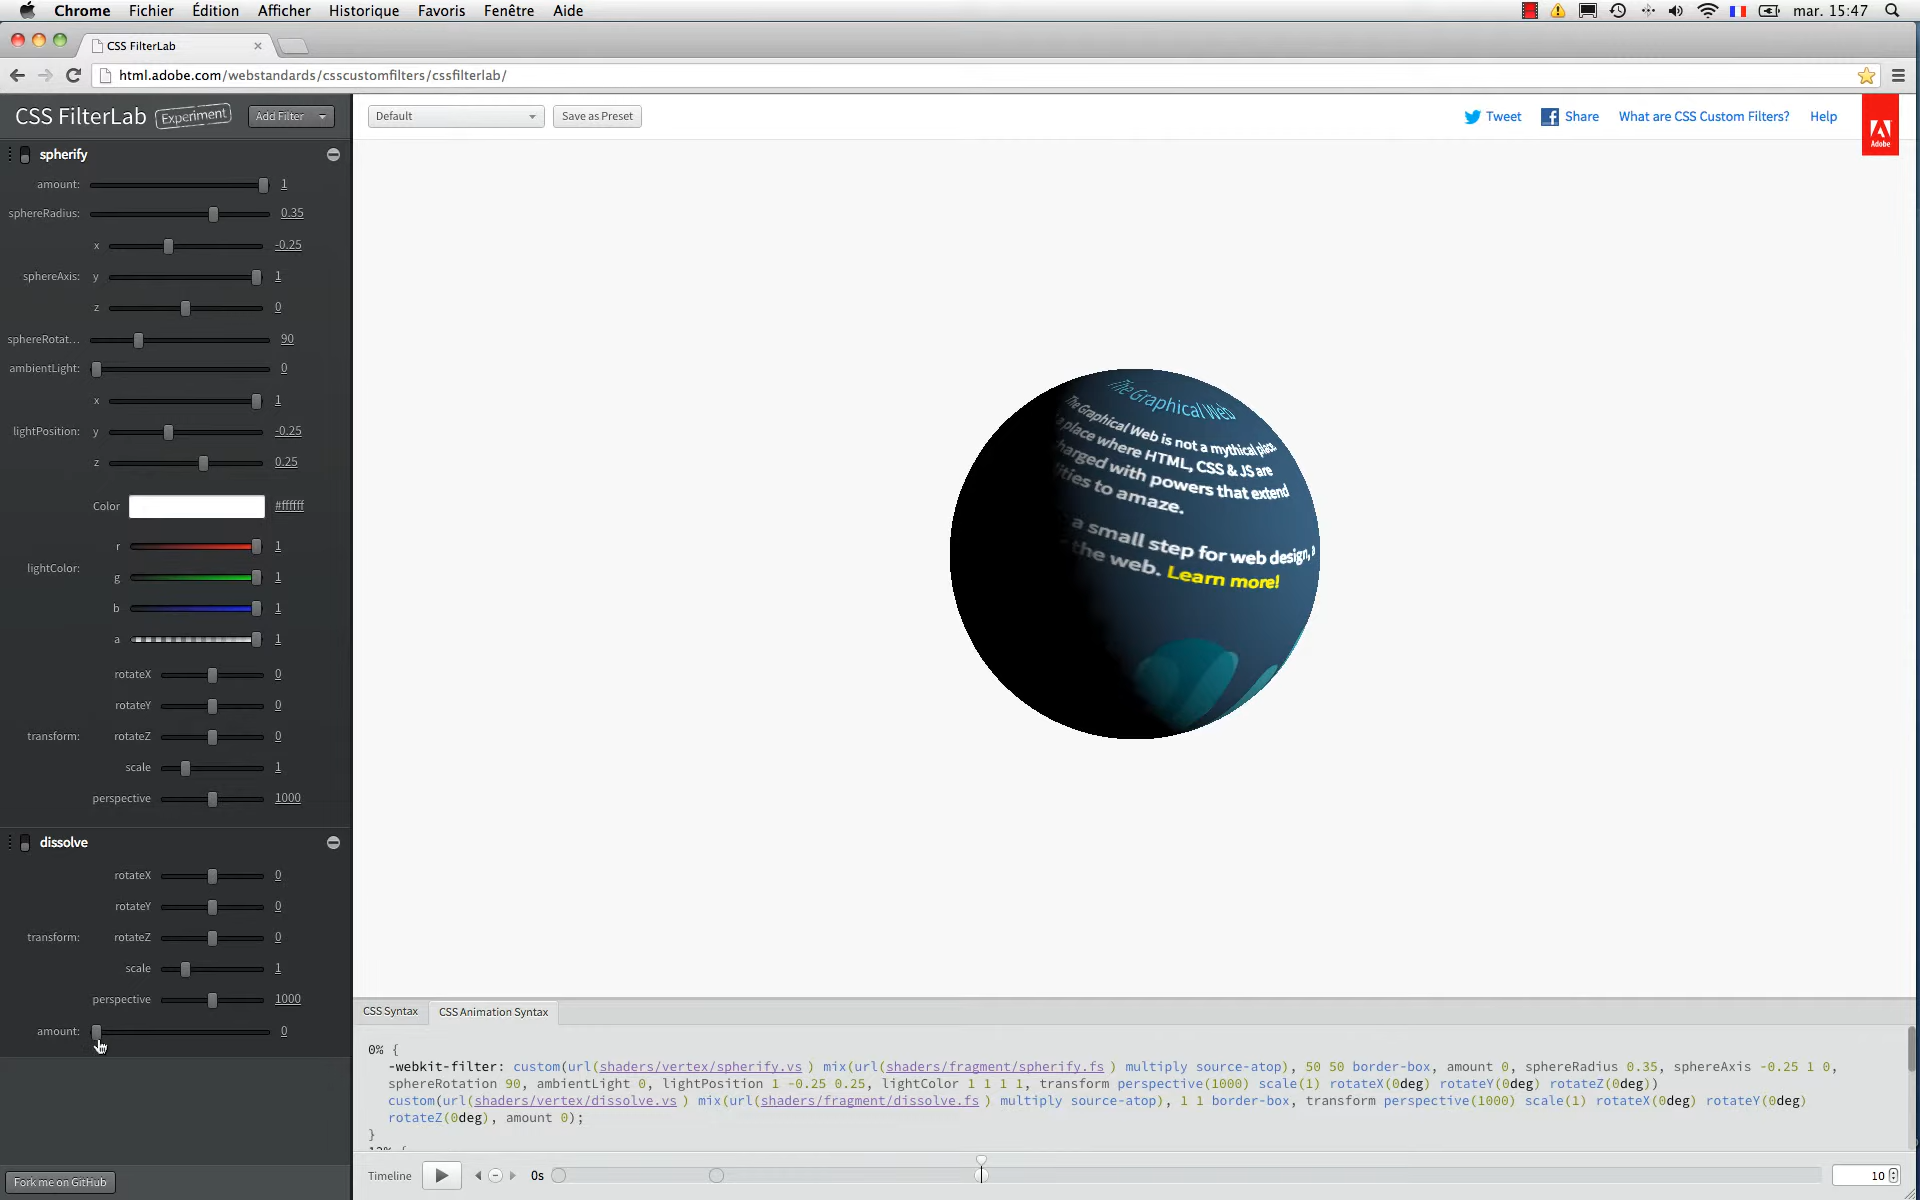 Chrome Fichier Édition Afficher Historique Favoris Fenêtre Aide mar. 15:47
CSS FilterLab
html.adobe.com/webstandards/csscustomfilters/cssfilterlab/
CSS FilterLab Experiment Add Filter
Default Save as Preset Tweet Share What are CSS Custom Filters? Help
Adobe
spherify
amount: 1
sphereRadius: 0.35
x -0.25
sphereAxis: y 1
z 0
sphereRotat... 90
ambientLight: 0
x 1
lightPosition: y -0.25
z 0.25
Color #ffffff
r 1
lightColor:
g 1
b 1
a 1
rotateX 0
rotateY 0
transform: rotateZ 0
scale 1
perspective 1000
dissolve
rotateX 0
rotateY 0
transform: rotateZ 0
scale 1
perspective 1000
amount: 0
Fork me on GitHub
The Graphical Web
The Graphical Web is not a mythical place.
place where HTML, CSS & JS are
harged with powers that extend
ities to amaze.
a small step for web design, a
the web. Learn more!
CSS Syntax CSS Animation Syntax
0% {
-webkit-filter: custom(url(shaders/vertex/spherify.vs ) mix(url(shaders/fragment/spherify.fs ) multiply source-atop), 50 50 border-box, amount 0, sphereRadius 0.35, sphereAxis -0.25 1 0,
sphereRotation 90, ambientLight 0, lightPosition 1 -0.25 0.25, lightColor 1 1 1 1, transform perspective(1000) scale(1) rotateX(0deg) rotateY(0deg) rotateZ(0deg))
custom(url(shaders/vertex/dissolve.vs ) mix(url(shaders/fragment/dissolve.fs ) multiply source-atop), 1 1 border-box, transform perspective(1000) scale(1) rotateX(0deg) rotateY(0deg)
rotateZ(0deg), amount 0);
}
Timeline 0s 10